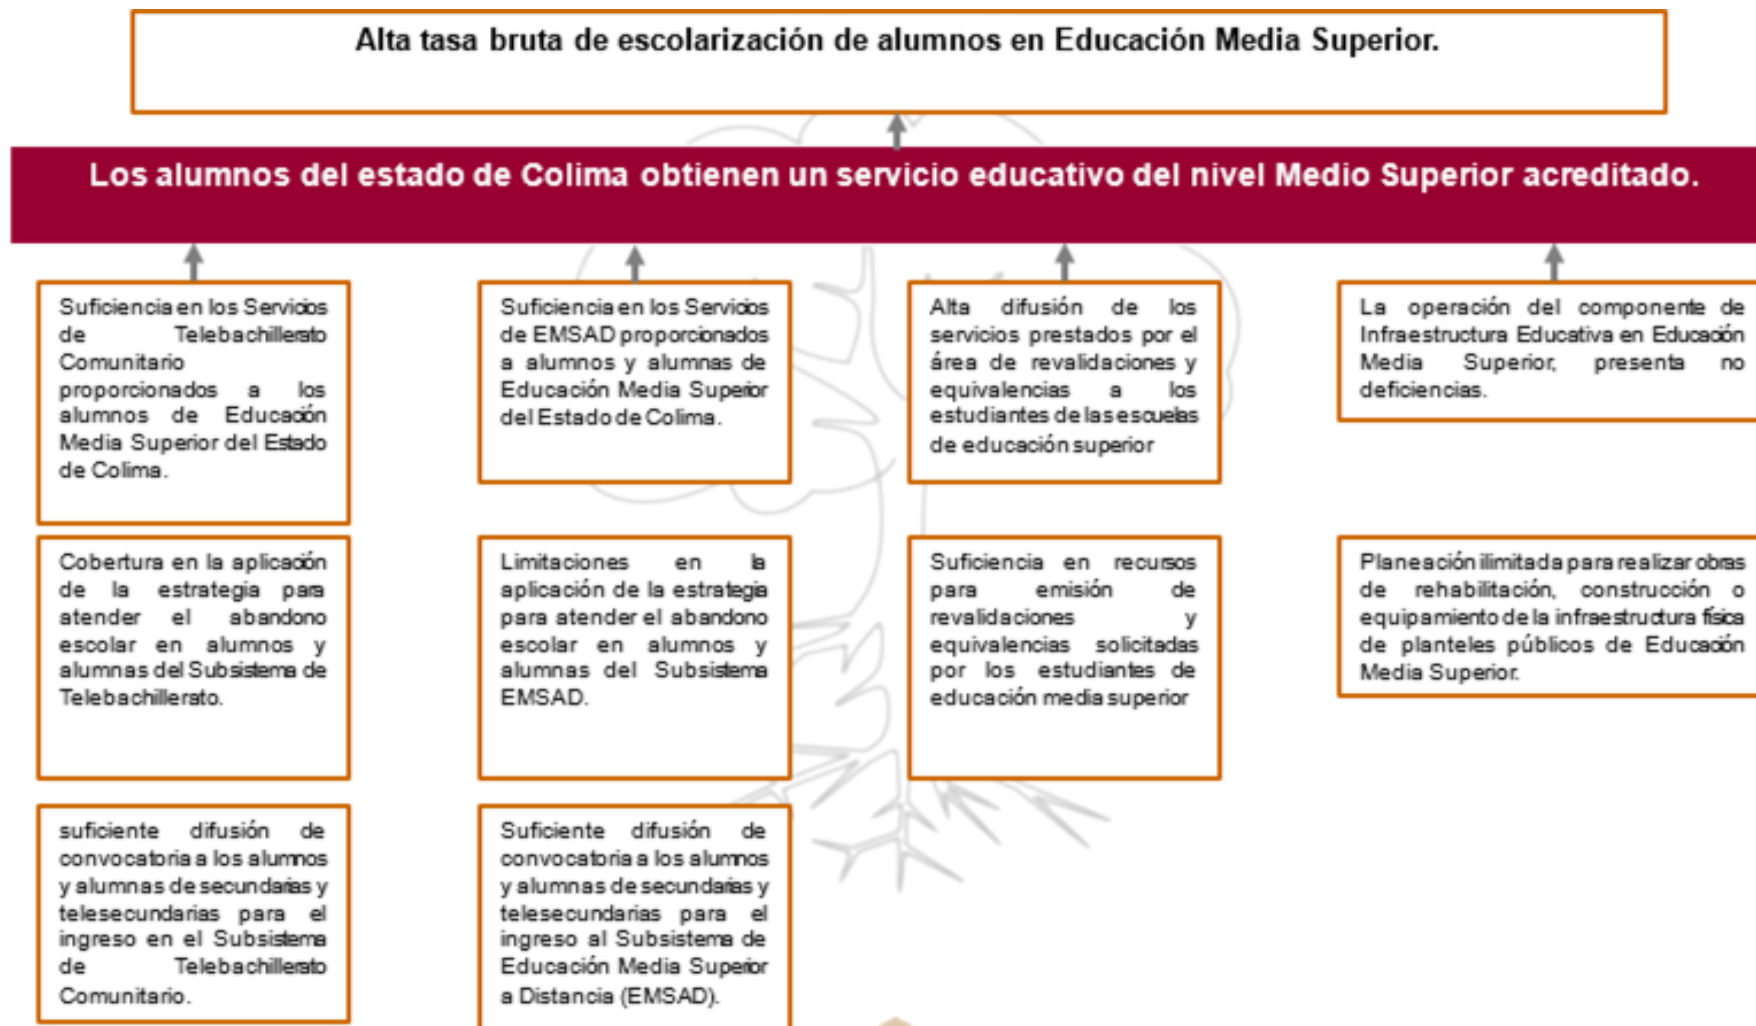 Alta tasa bruta de escolarización de alumnos en Educación Media Superior.
Los alumnos del estado de Colima obtienen un servicio educativo del nivel Medio Superior acreditado.
Suficiencia en los Servicios
de Telebachillerato
Comunitario
proporcionados a los
alumnos de Educación
Media Superior del Estado
de Colima.
Suficiencia en los Servicios
de EMSAD proporcionados
a alumnos y alumnas de
Educación Media Superior
del Estado de Colima.
Alta difusión de los
servicios prestados por el
área de revalidaciones y
equivalencias a los
estudiantes de las escuelas
de educación superior
La operación del componente de
Infraestructura Educativa en Educación
Media Superior, presenta no
deficiencias.
Cobertura en la aplicación
de la estrategia para
atender el abandono
escolar en alumnos y
alumnas del Subsistema de
Telebachillerato.
Limitaciones en la
aplicación de la estrategia
para atender el abandono
escolar en alumnos y
alumnas del Subsistema
EMSAD.
Suficiencia en recursos
para emisión de
revalidaciones y
equivalencias solicitadas
por los estudiantes de
educación media superior
Planeación ilimitada para realizar obras
de rehabilitación, construcción o
equipamiento de la infraestructura física
de planteles públicos de Educación
Media Superior.
suficiente difusión de
convocatoria a los alumnos
y alumnas de secundarias y
telesecundarias para el
ingreso en el Subsistema
de Telebachillerato
Comunitario.
Suficiente difusión de
convocatoria a los alumnos
y alumnas de secundarias y
telesecundarias para el
ingreso al Subsistema de
Educación Media Superior
a Distancia (EMSAD).